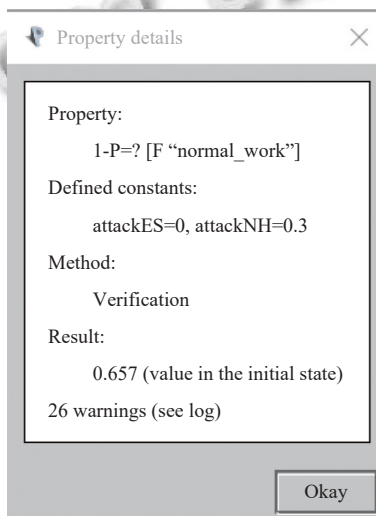 Property details
Property:
1-P=? [F “normal_work”]
Defined constants:
attackES=0, attackNH=0.3
Method:
Verification
Result:
0.657 (value in the initial state)
26 warnings (see log)
Okay